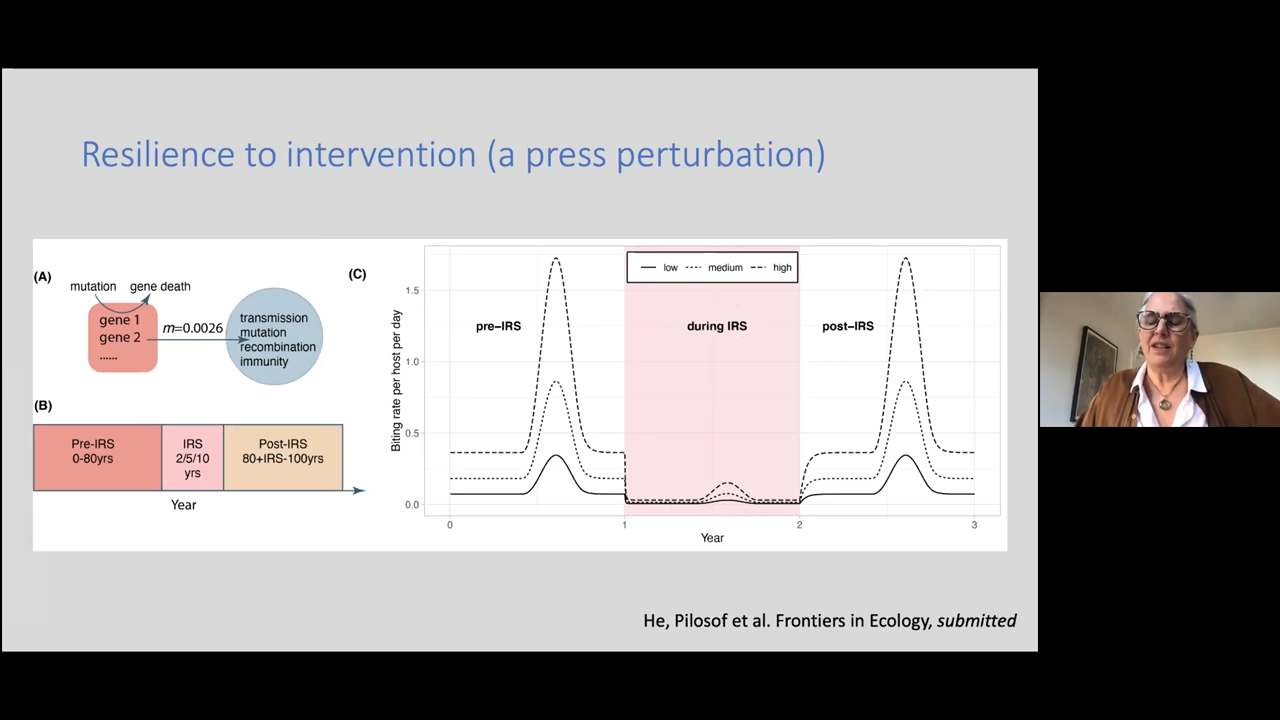 Resilience to intervention (a press perturbation)
(A)
mutation gene death
gene 1
gene 2
......
m=0.0026
transmission
mutation
recombination
immunity
(B)
Pre-IRS
0-80yrs
IRS
2/5/10
yrs
Post-IRS
80+IRS-100yrs
Year
(C)
low medium high
pre-IRS during IRS post-IRS
Biting rate per host per day
1.5
1.0
0.5
0.0
0 1 2 3
Year
He, Pilosof et al. Frontiers in Ecology, submitted